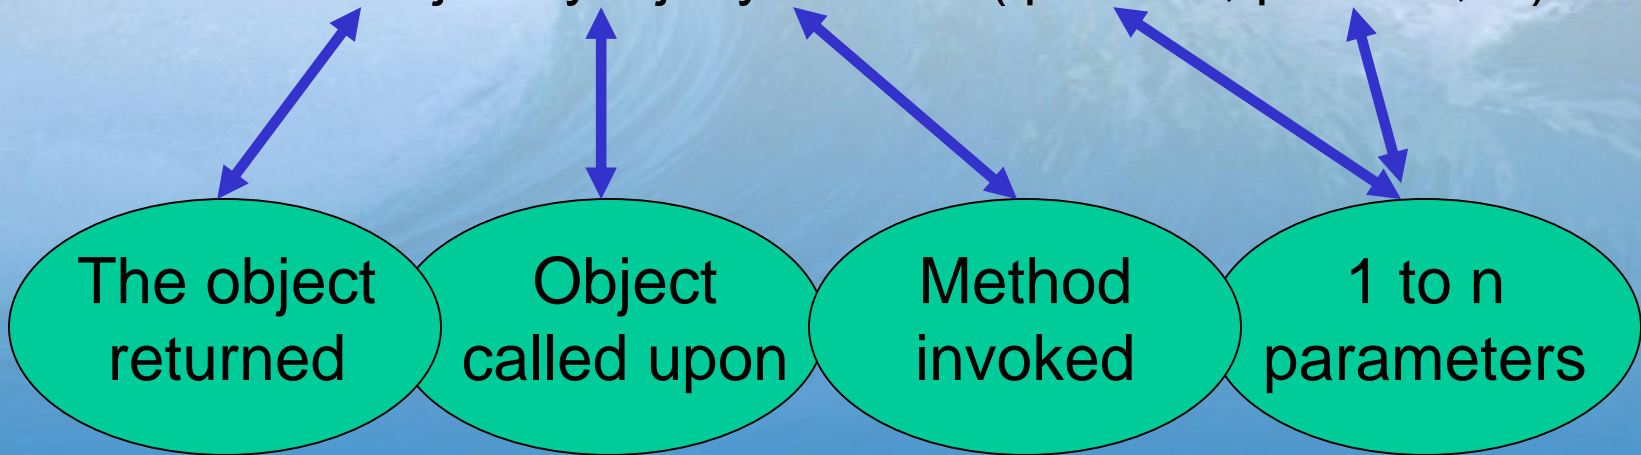 The object
returned
Object
called upon
Method
invoked
1 to n
parameters